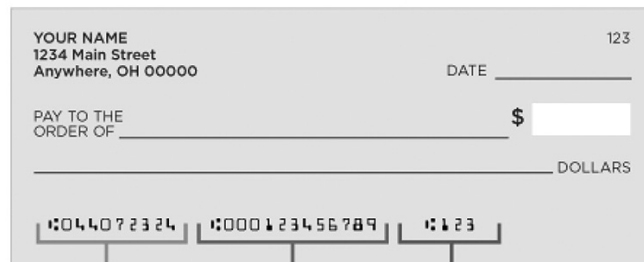 YOUR NAME
123
1234 Main Street
Anywhere, OH 00000
DATE
PAY TO THE
ORDER OF
$
DOLLARS
⑆044072324 ⑆000123456789 ⑆123